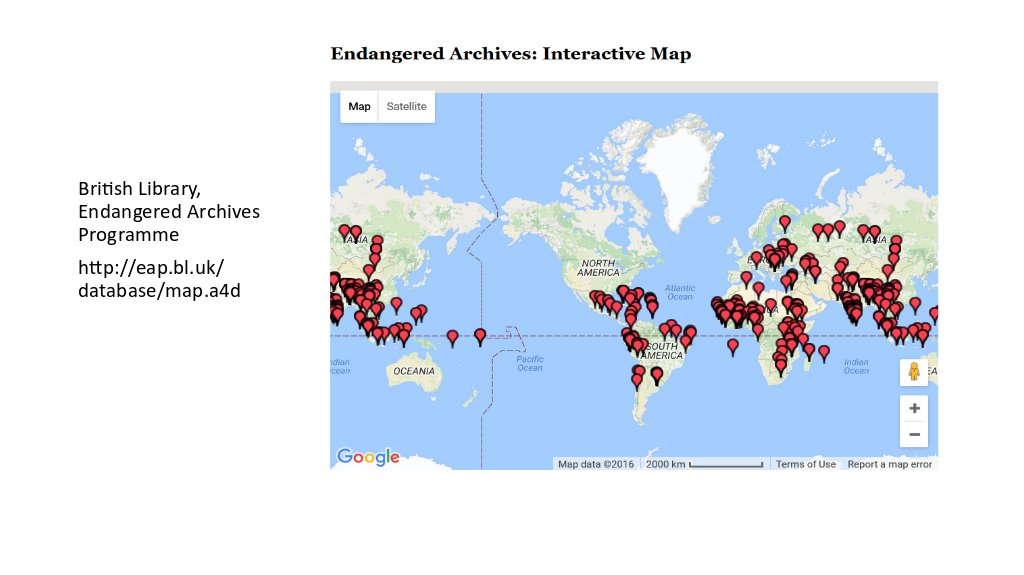 Endangered Archives: Interactive Map
British Library,
Endangered Archives
Programme
http://eap.bl.uk/
database/map.a4d
Map Satellite
ASIA
NORTH
AMERICA
Atlantic
Ocean
SOUTH
AMERICA
Pacific
Ocean
OCEANIA
Indian
Ocean
Google
Map data ©2016 2000 km Terms of Use Report a map error